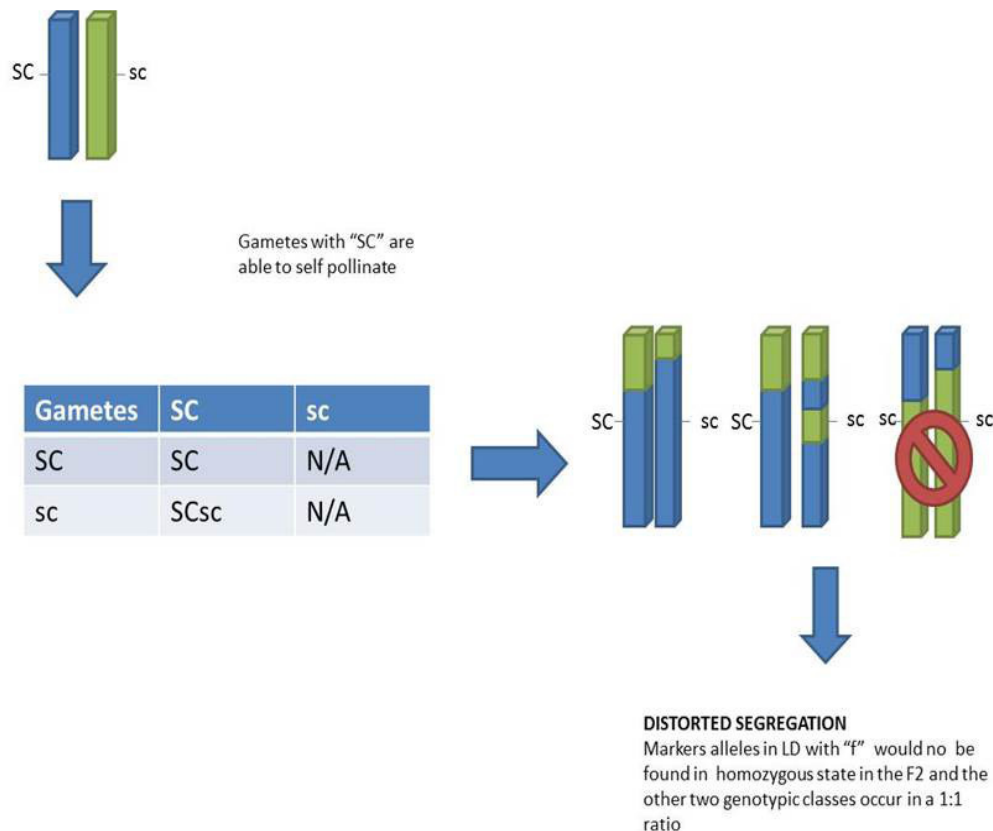 SC
sc
Gametes with "SC" are
able to self pollinate
Gametes SC sc
SC SC N/A
sc SCsc N/A
SC sc SC sc sc sc
DISTORTED SEGREGATION
Markers alleles in LD with "f" would no be
found in homozygous state in the F2 and the
other two genotypic classes occur in a 1:1
ratio